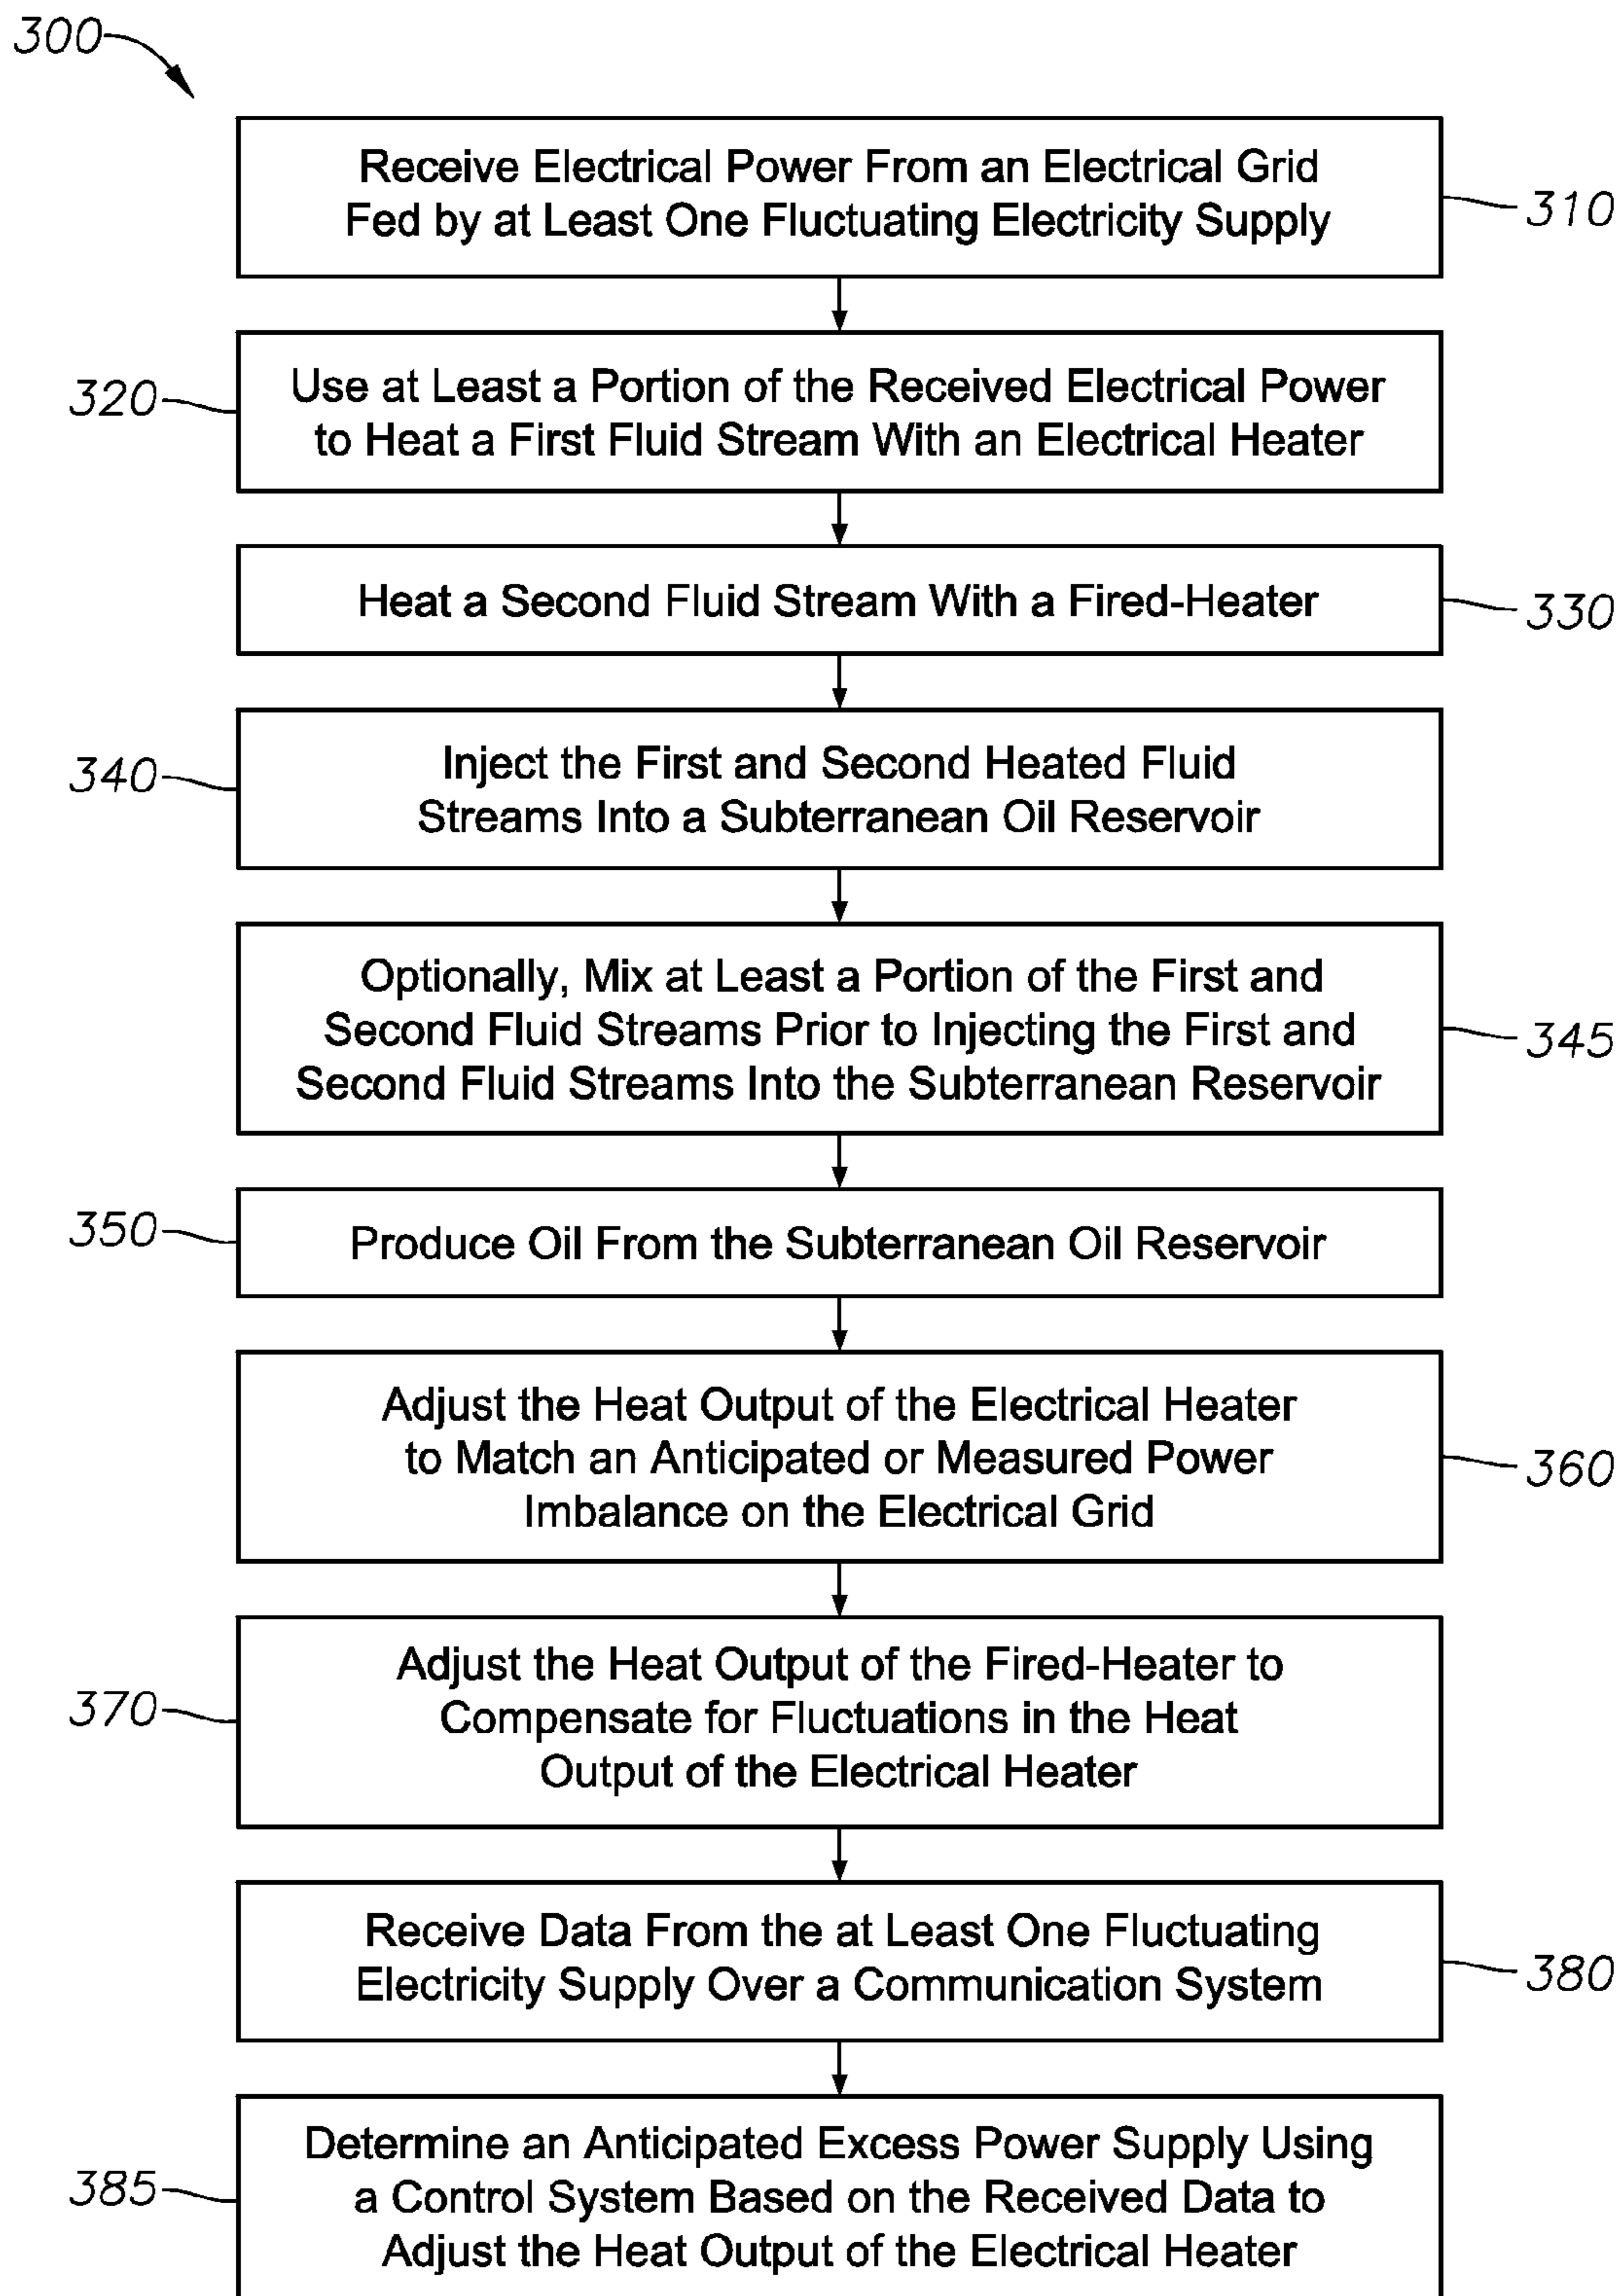 300
Receive Electrical Power From an Electrical Grid
Fed by at Least One Fluctuating Electricity Supply
310
320
Use at Least a Portion of the Received Electrical Power
to Heat a First Fluid Stream With an Electrical Heater
Heat a Second Fluid Stream With a Fired-Heater
330
340
Inject the First and Second Heated Fluid
Streams Into a Subterranean Oil Reservoir
Optionally, Mix at Least a Portion of the First and
Second Fluid Streams Prior to Injecting the First and
Second Fluid Streams Into the Subterranean Reservoir
345
350
Produce Oil From the Subterranean Oil Reservoir
Adjust the Heat Output of the Electrical Heater
to Match an Anticipated or Measured Power
Imbalance on the Electrical Grid
360
370
Adjust the Heat Output of the Fired-Heater to
Compensate for Fluctuations in the Heat
Output of the Electrical Heater
Receive Data From the at Least One Fluctuating
Electricity Supply Over a Communication System
380
385
Determine an Anticipated Excess Power Supply Using
a Control System Based on the Received Data to
Adjust the Heat Output of the Electrical Heater